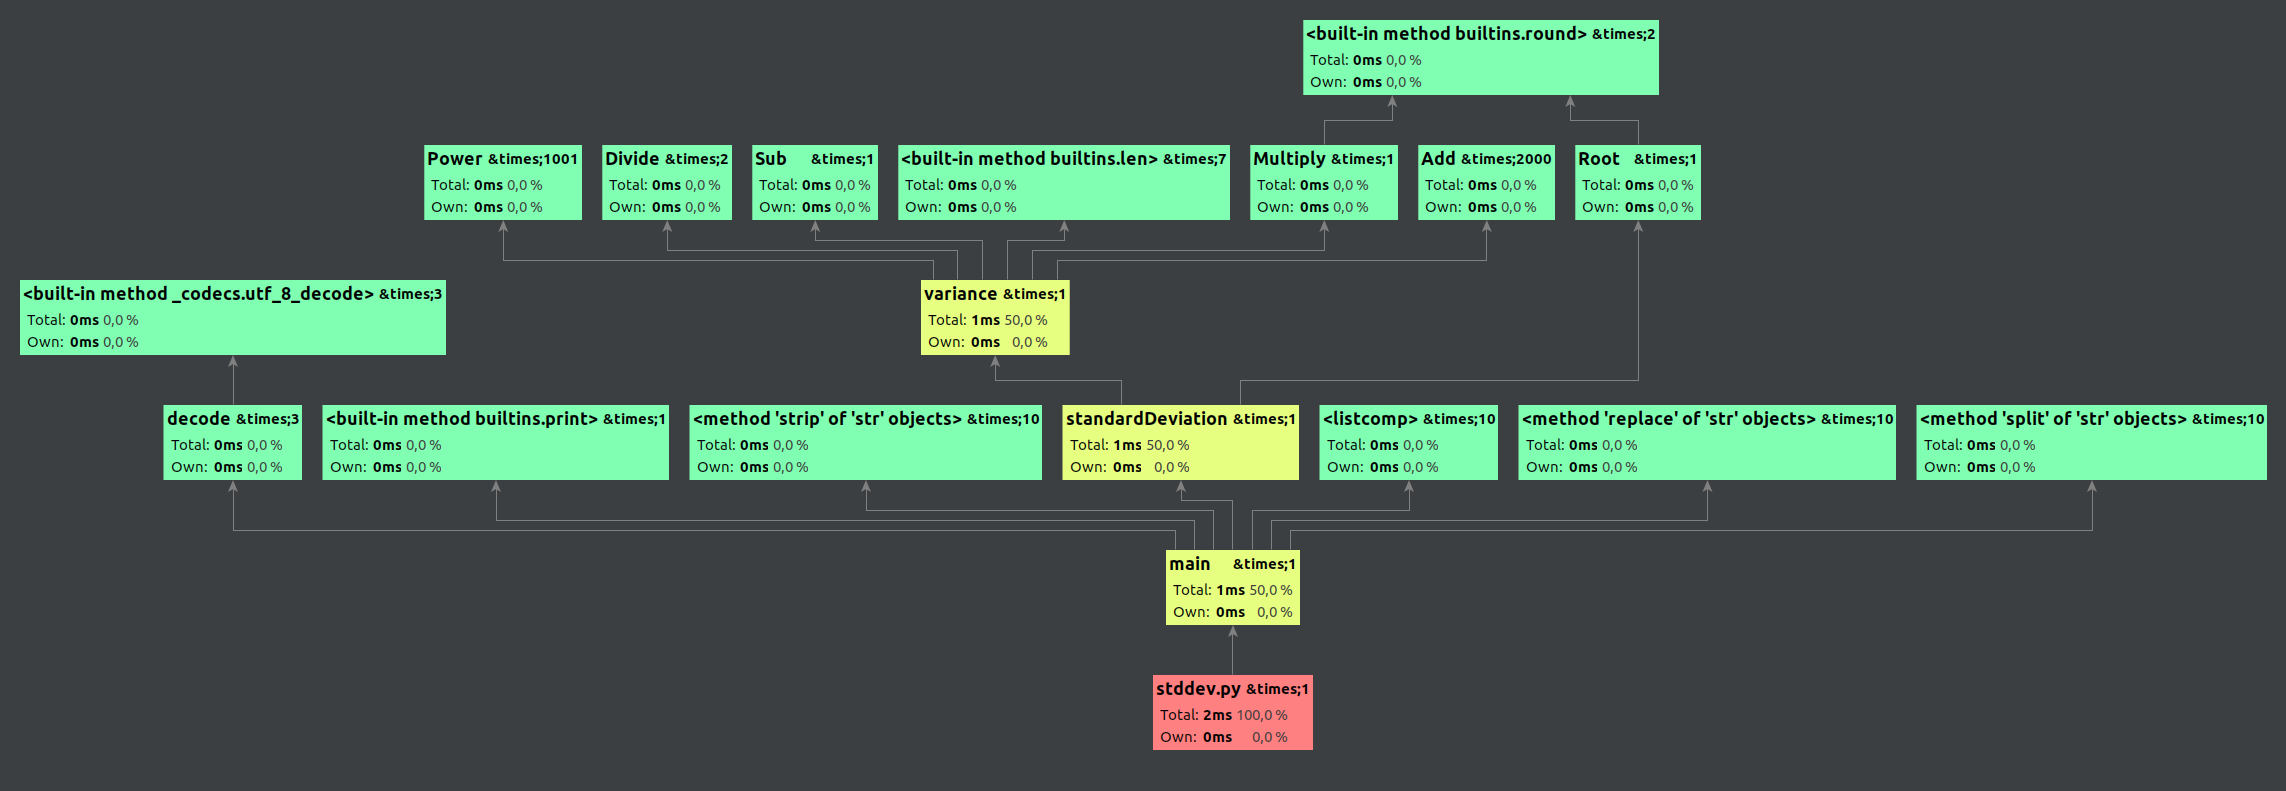 <built-in method builtins.round> &times;2
Total: 0ms 0,0 %
Own: 0ms 0,0 %
Power &times;1001
Total: 0ms 0,0 %
Own: 0ms 0,0 %
Divide &times;2
Total: 0ms 0,0 %
Own: 0ms 0,0 %
Sub &times;1
Total: 0ms 0,0 %
Own: 0ms 0,0 %
<built-in method builtins.len> &times;7
Total: 0ms 0,0 %
Own: 0ms 0,0 %
Multiply &times;1
Total: 0ms 0,0 %
Own: 0ms 0,0 %
Add &times;2000
Total: 0ms 0,0 %
Own: 0ms 0,0 %
Root &times;1
Total: 0ms 0,0 %
Own: 0ms 0,0 %
<built-in method _codecs.utf_8_decode> &times;3
Total: 0ms 0,0 %
Own: 0ms 0,0 %
variance &times;1
Total: 1ms 50,0 %
Own: 0ms 0,0 %
decode &times;3
Total: 0ms 0,0 %
Own: 0ms 0,0 %
<built-in method builtins.print> &times;1
Total: 0ms 0,0 %
Own: 0ms 0,0 %
<method 'strip' of 'str' objects> &times;10
Total: 0ms 0,0 %
Own: 0ms 0,0 %
standardDeviation &times;1
Total: 1ms 50,0 %
Own: 0ms 0,0 %
<listcomp> &times;10
Total: 0ms 0,0 %
Own: 0ms 0,0 %
<method 'replace' of 'str' objects> &times;10
Total: 0ms 0,0 %
Own: 0ms 0,0 %
<method 'split' of 'str' objects> &times;10
Total: 0ms 0,0 %
Own: 0ms 0,0 %
main &times;1
Total: 1ms 50,0 %
Own: 0ms 0,0 %
stddev.py &times;1
Total: 2ms 100,0 %
Own: 0ms 0,0 %